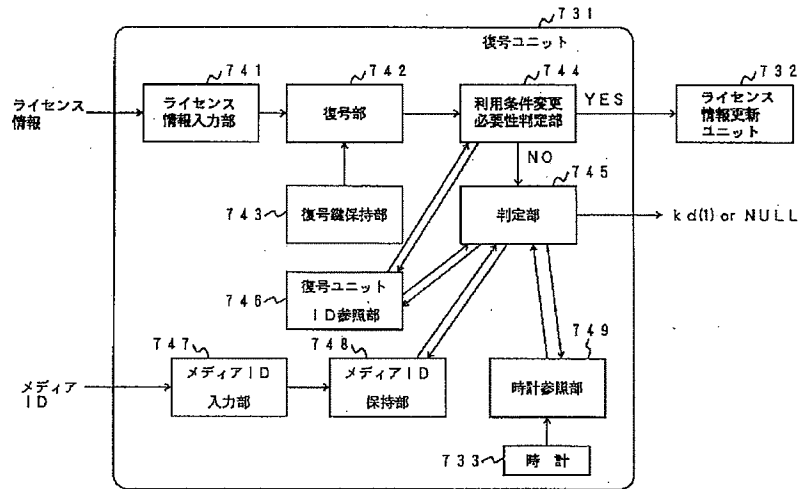 731
復号ユニット
741
742
744
732
ライセンス
情報
ライセンス
情報入力部
復号部
利用条件変更
必要性判定部
YES
ライセンス
情報更新
ユニット
NO
745
743
復号鍵保持部
判定部
kd(1) or NULL
746
復号ユニット
ID参照部
747
748
749
メディア
ID
メディアID
入力部
メディアID
保持部
時計参照部
733
時計